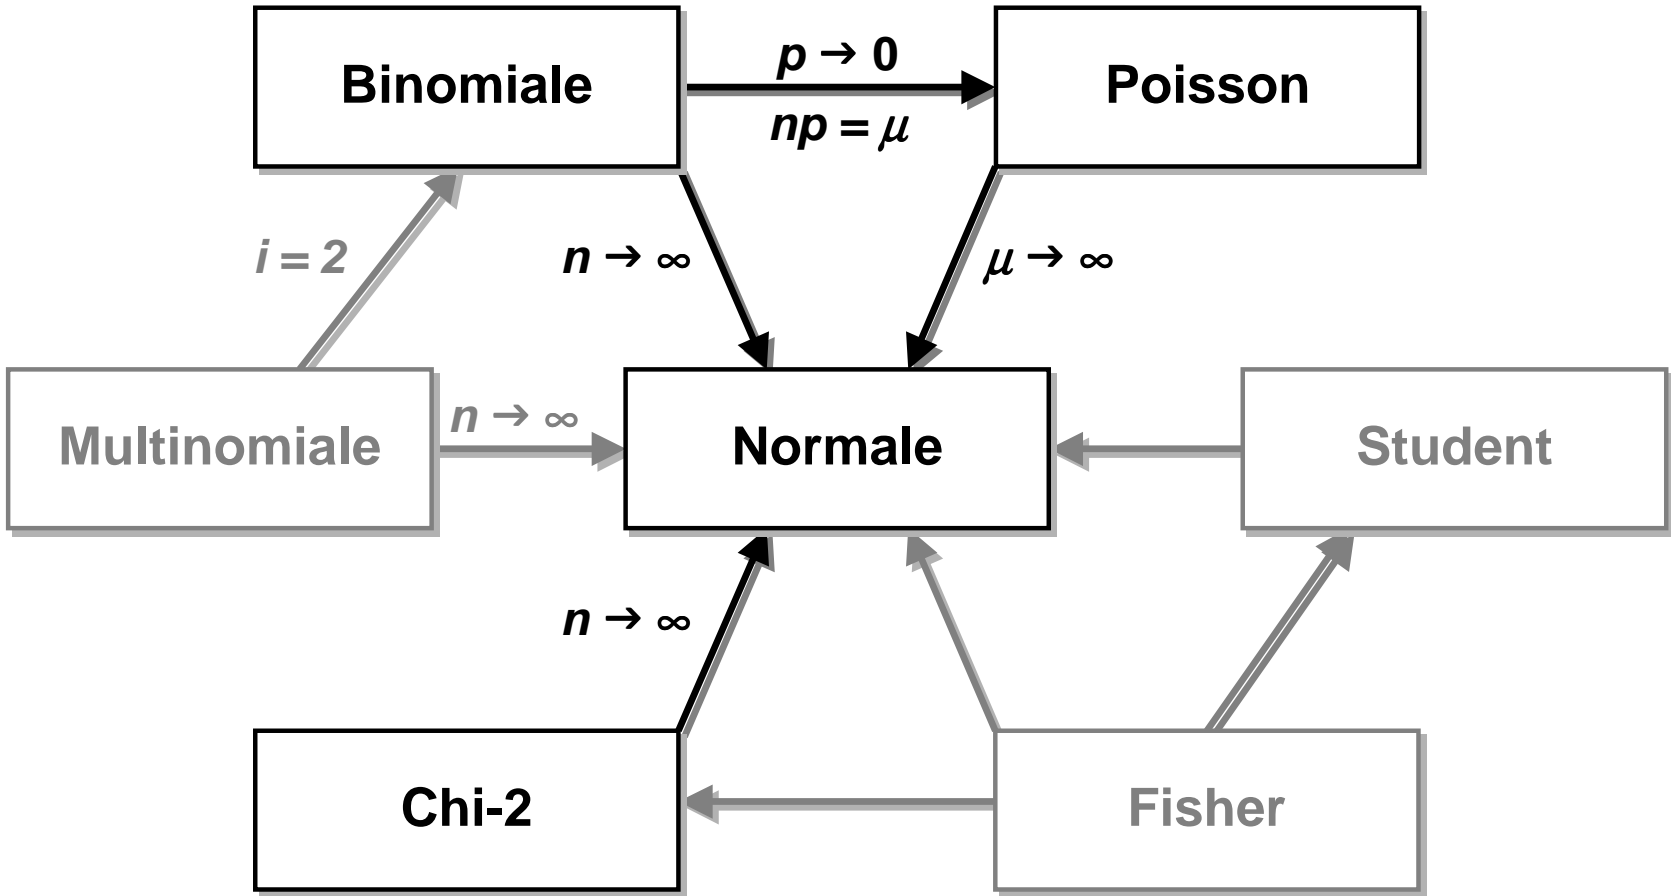 p → 0
Binomiale
Poisson
np = μ
i = 2
n → ∞
μ → ∞
n → ∞
Multinomiale
Normale
Student
n → ∞
Chi-2
Fisher